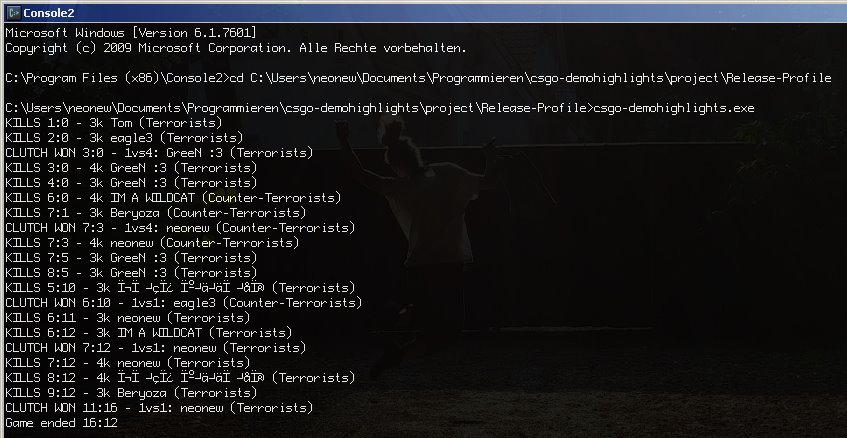 Console2
Microsoft Windows [Version 6.1.7601]
Copyright (c) 2009 Microsoft Corporation. Alle Rechte vorbehalten.
C:\Program Files (x86)\Console2>cd C:\Users\neonew\Documents\Programmieren\csgo-demohighlights\project\Release-Profile
C:\Users\neonew\Documents\Programmieren\csgo-demohighlights\project\Release-Profile>csgo-demohighlights.exe
KILLS 1:0 - 3k Tom (Terrorists)
KILLS 2:0 - 3k eagle3 (Terrorists)
CLUTCH WON 3:0 - 1vs4: GreeN :3 (Terrorists)
KILLS 3:0 - 4k GreeN :3 (Terrorists)
KILLS 4:0 - 3k GreeN :3 (Terrorists)
KILLS 6:0 - 4k IM A WILDCAT (Counter-Terrorists)
KILLS 7:1 - 3k Beryoza (Counter-Terrorists)
CLUTCH WON 7:3 - 1vs4: neonew (Counter-Terrorists)
KILLS 7:3 - 4k neonew (Counter-Terrorists)
KILLS 7:5 - 3k GreeN :3 (Terrorists)
KILLS 8:5 - 3k GreeN :3 (Terrorists)
KILLS 5:10 - 3k (Terrorists)
CLUTCH WON 6:10 - 1vs1: eagle3 (Counter-Terrorists)
KILLS 6:11 - 3k neonew (Terrorists)
KILLS 6:12 - 3k IM A WILDCAT (Terrorists)
CLUTCH WON 7:12 - 1vs1: neonew (Terrorists)
KILLS 7:12 - 4k neonew (Terrorists)
KILLS 8:12 - 4k (Terrorists)
KILLS 9:12 - 3k Beryoza (Terrorists)
CLUTCH WON 11:16 - 1vs1: neonew (Terrorists)
Game ended 16:12